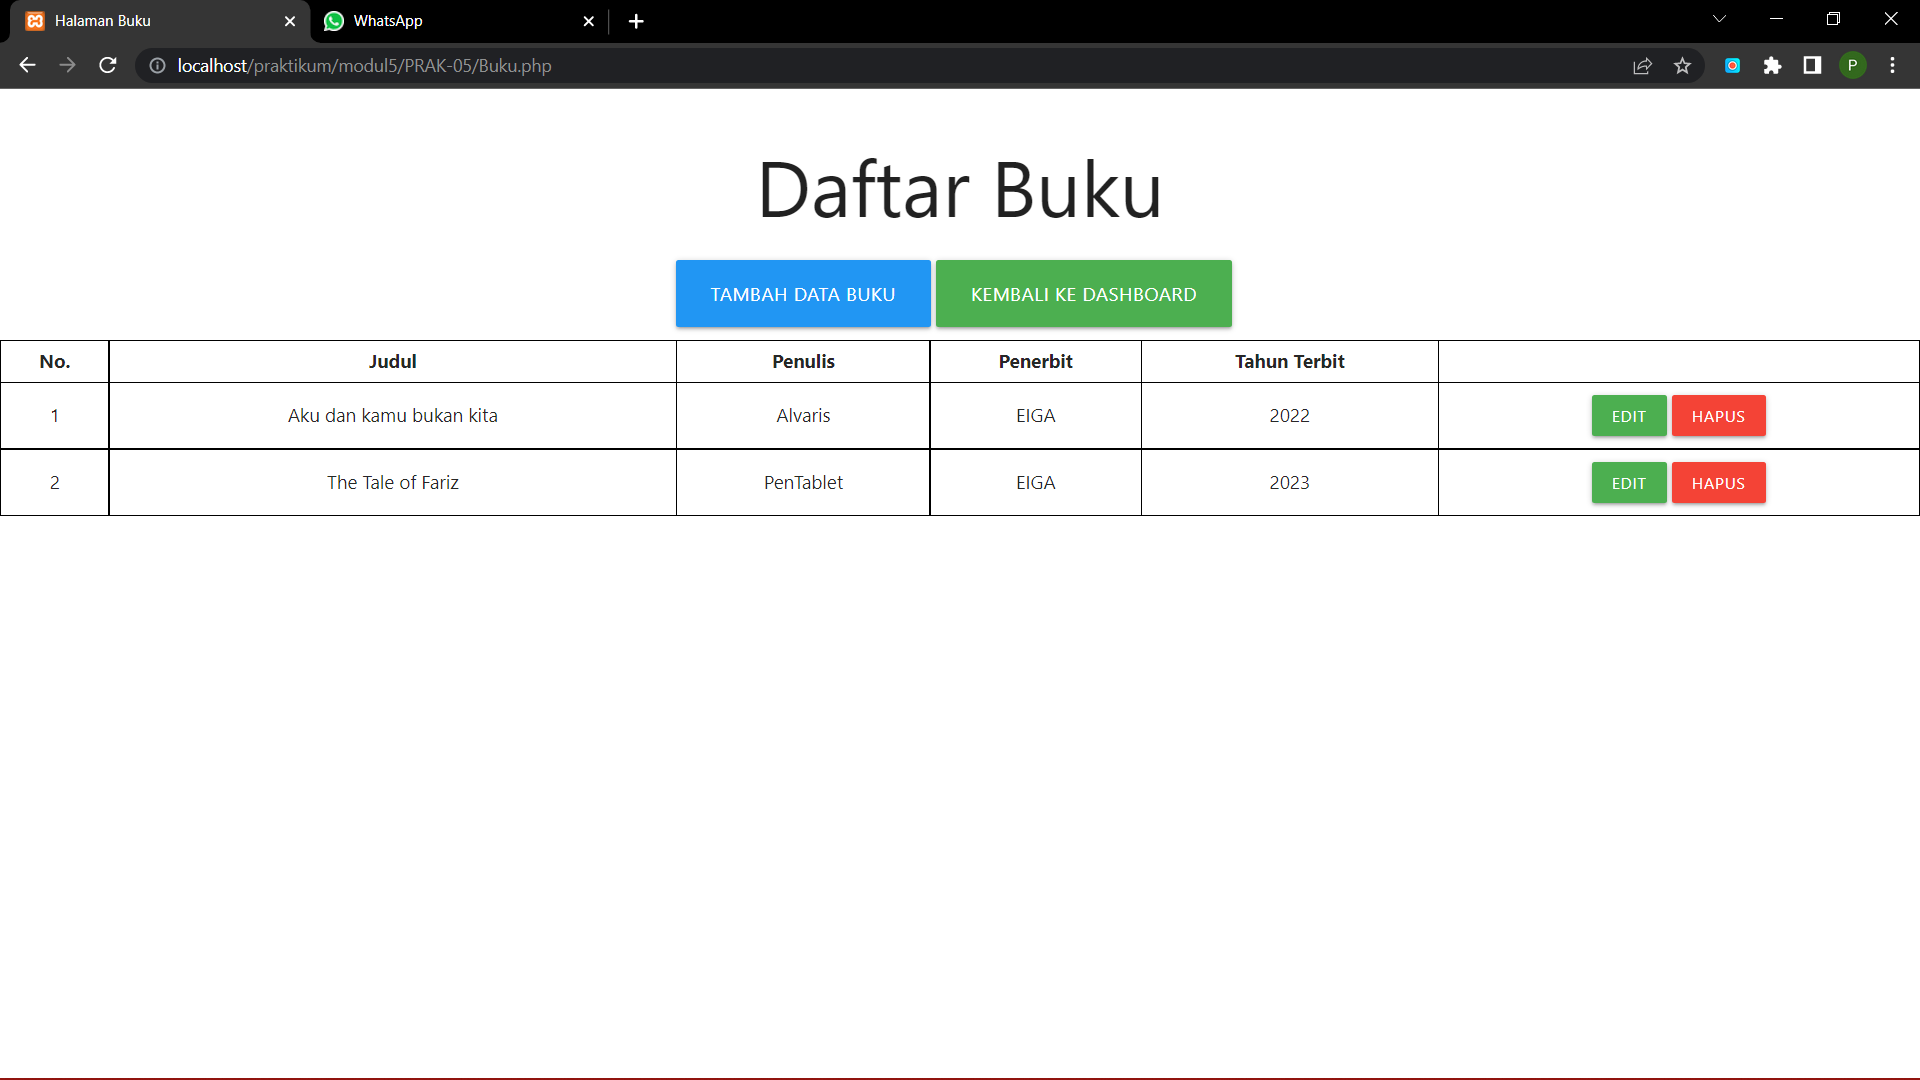 Halaman Buku WhatsApp
localhost/praktikum/modul5/PRAK-05/Buku.php P
Daftar Buku
TAMBAH DATA BUKU KEMBALI KE DASHBOARD
No. Judul Penulis Penerbit Tahun Terbit
1 Aku dan kamu bukan kita Alvaris EIGA 2022 EDIT HAPUS
2 The Tale of Fariz PenTablet EIGA 2023 EDIT HAPUS